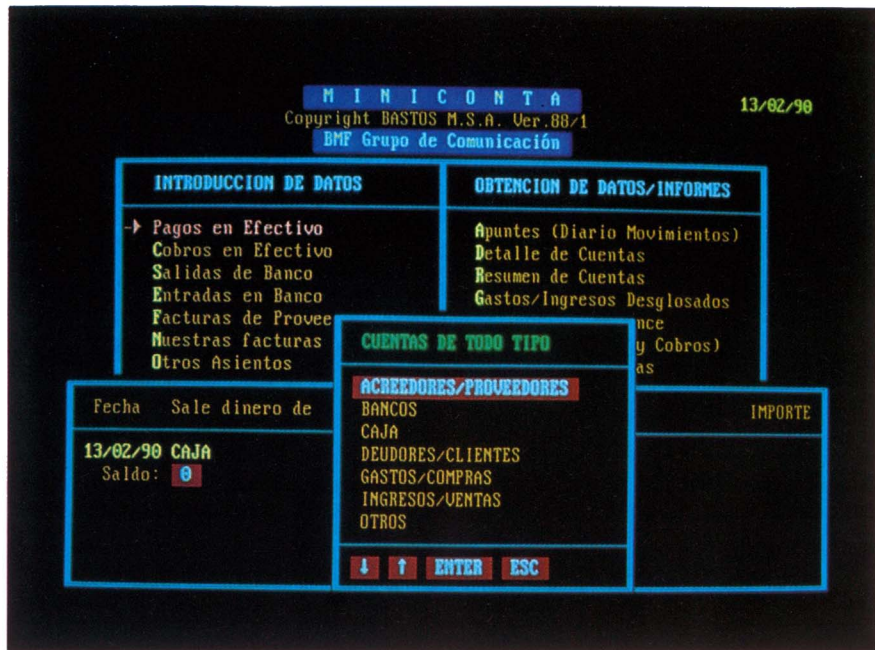 M I N I C O N T A
13/02/90
Copyright BASTOS M.S.A. Ver.88/1
BMF Grupo de Comunicación
INTRODUCCION DE DATOS
Pagos en Efectivo
Cobros en Efectivo
Salidas de Banco
Entradas en Banco
Facturas de Provee
Nuestras facturas
Otros Asientos
OBTENCION DE DATOS/INFORMES
Apuntes (Diario Movimientos)
Detalle de Cuentas
Resumen de Cuentas
Gastos/Ingresos Desglosados
nce
y Cobros)
as
Fecha Sale dinero de
IMPORTE
13/02/90 CAJA
Saldo: 0
CUENTAS DE TODO TIPO
ACREEDORES/PROVEEDORES
BANCOS
CAJA
DEUDORES/CLIENTES
GASTOS/COMPRAS
INGRESOS/VENTAS
OTROS
↓ ↑ ENTER ESC